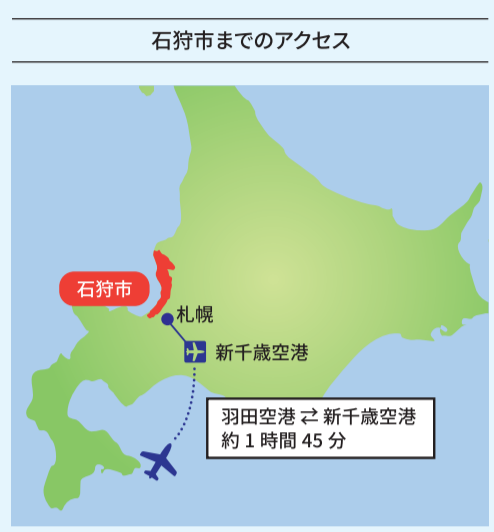 石狩市までのアクセス
石狩市
札幌
新千歳空港
羽田空港 ⇄ 新千歳空港
約 1 時間 45 分